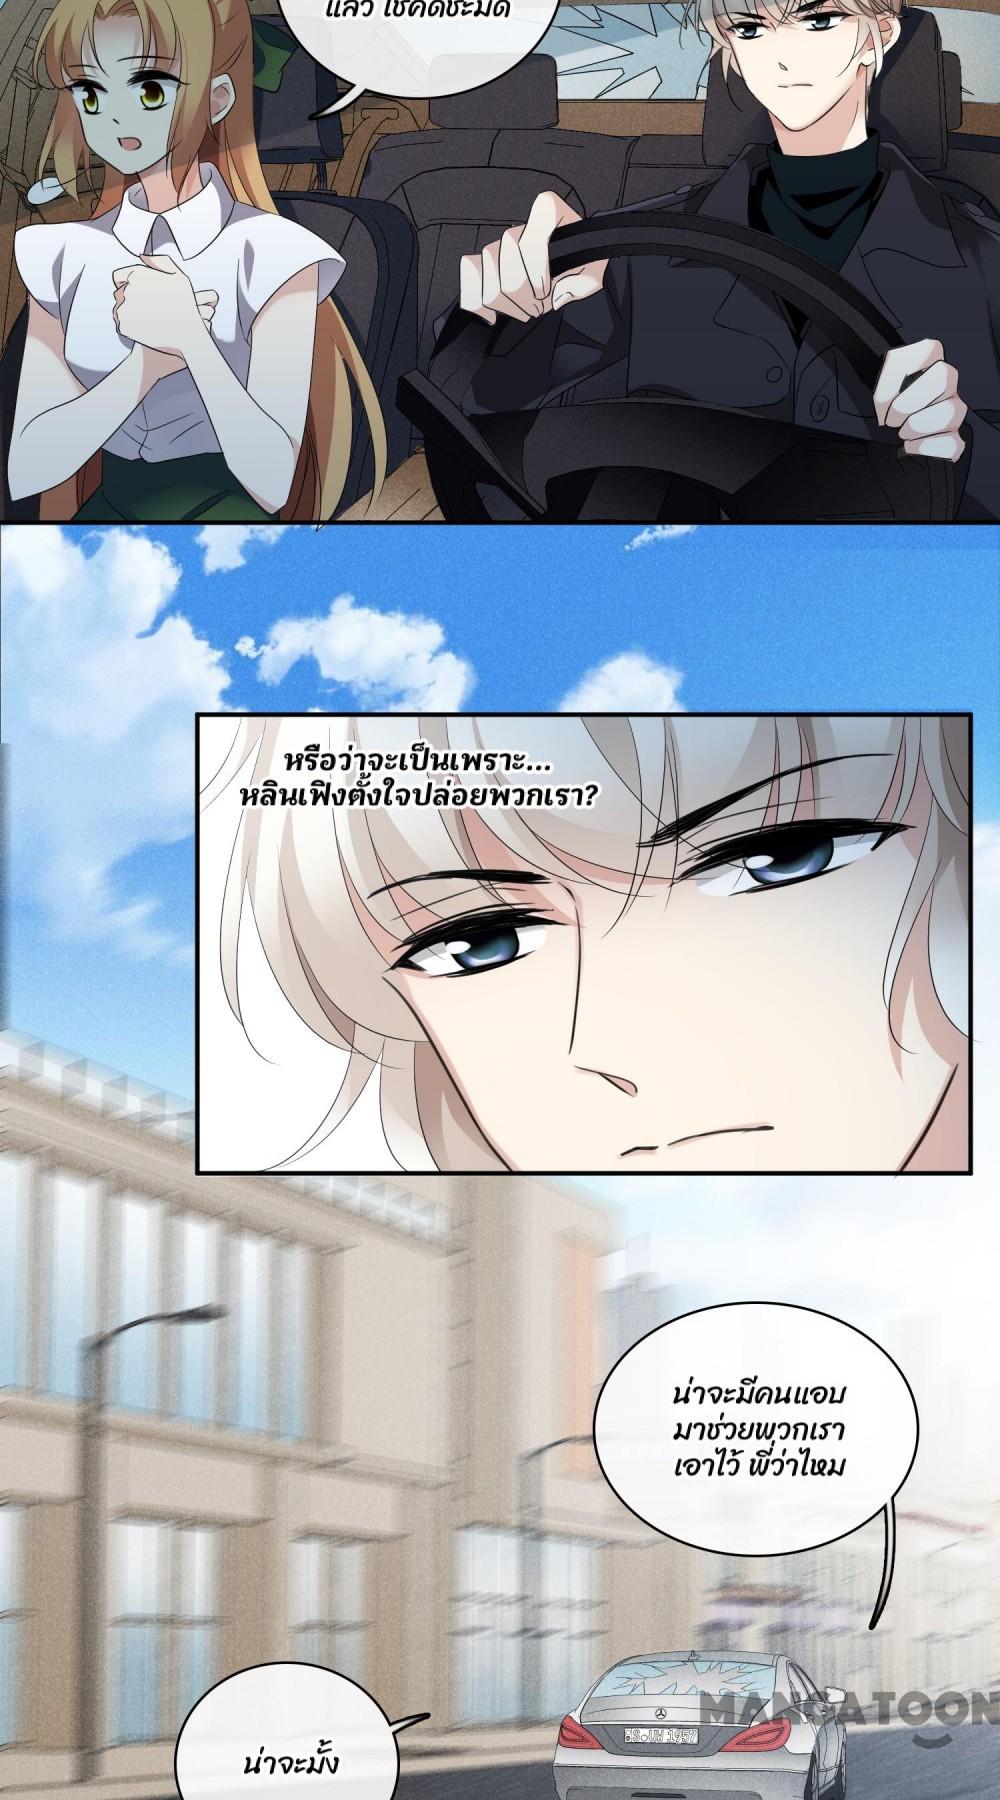 แล้ว โชคดีชะมัด
หรือว่าจะเป็นเพราะ...
หลินเฟิงตั้งใจปล่อยพวกเรา?
น่าจะมีคนแอบ
มาช่วยพวกเรา
เอาไว้ พี่ว่าไหม
MANGATOON
S·UW 1957
น่าจะมั้ง